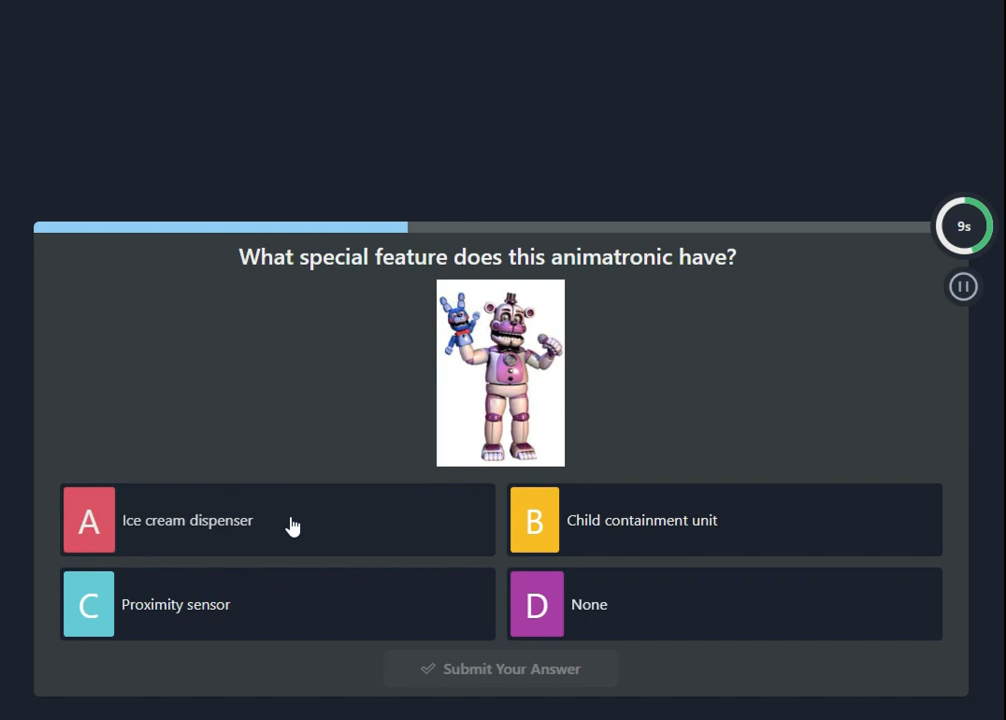 9s
What special feature does this animatronic have?
A Ice cream dispenser
B Child containment unit
C Proximity sensor
D None
Submit Your Answer